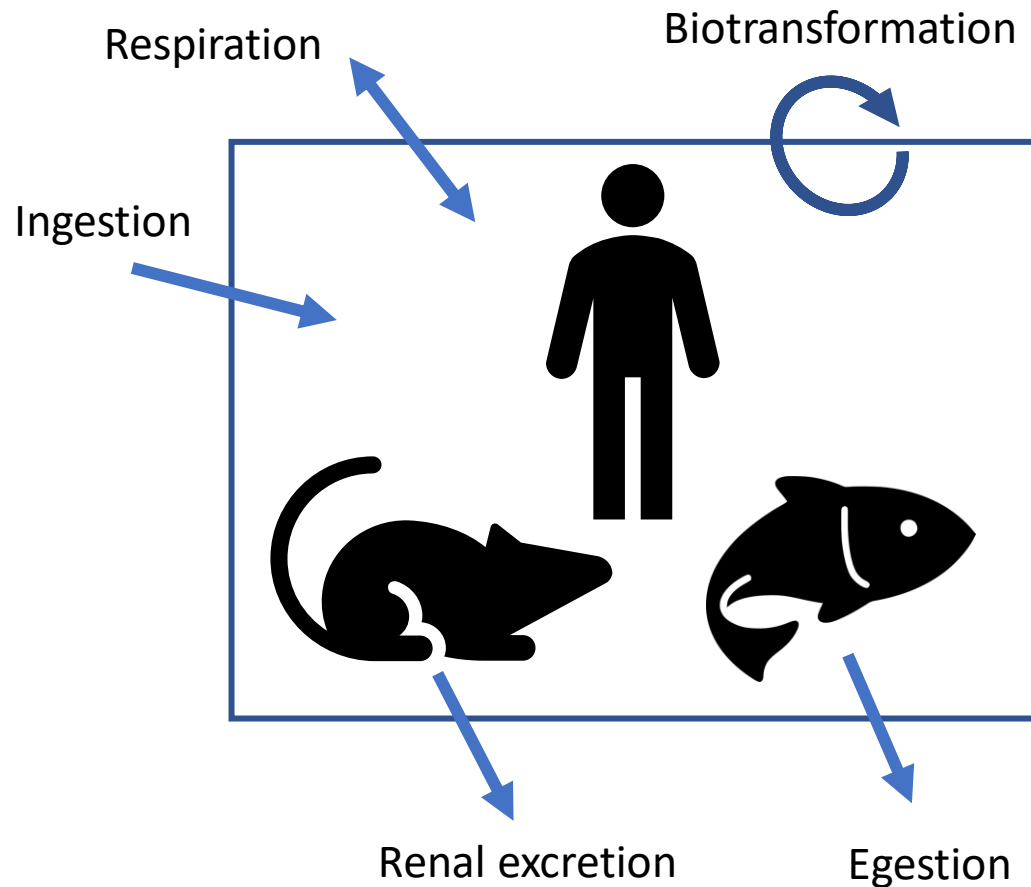 Biotransformation
Respiration
Ingestion
Renal excretion
Egestion